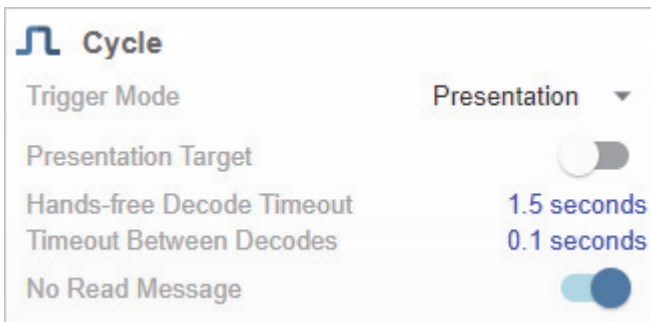 Cycle
Trigger Mode Presentation
Presentation Target
Hands-free Decode Timeout 1.5 seconds
Timeout Between Decodes 0.1 seconds
No Read Message